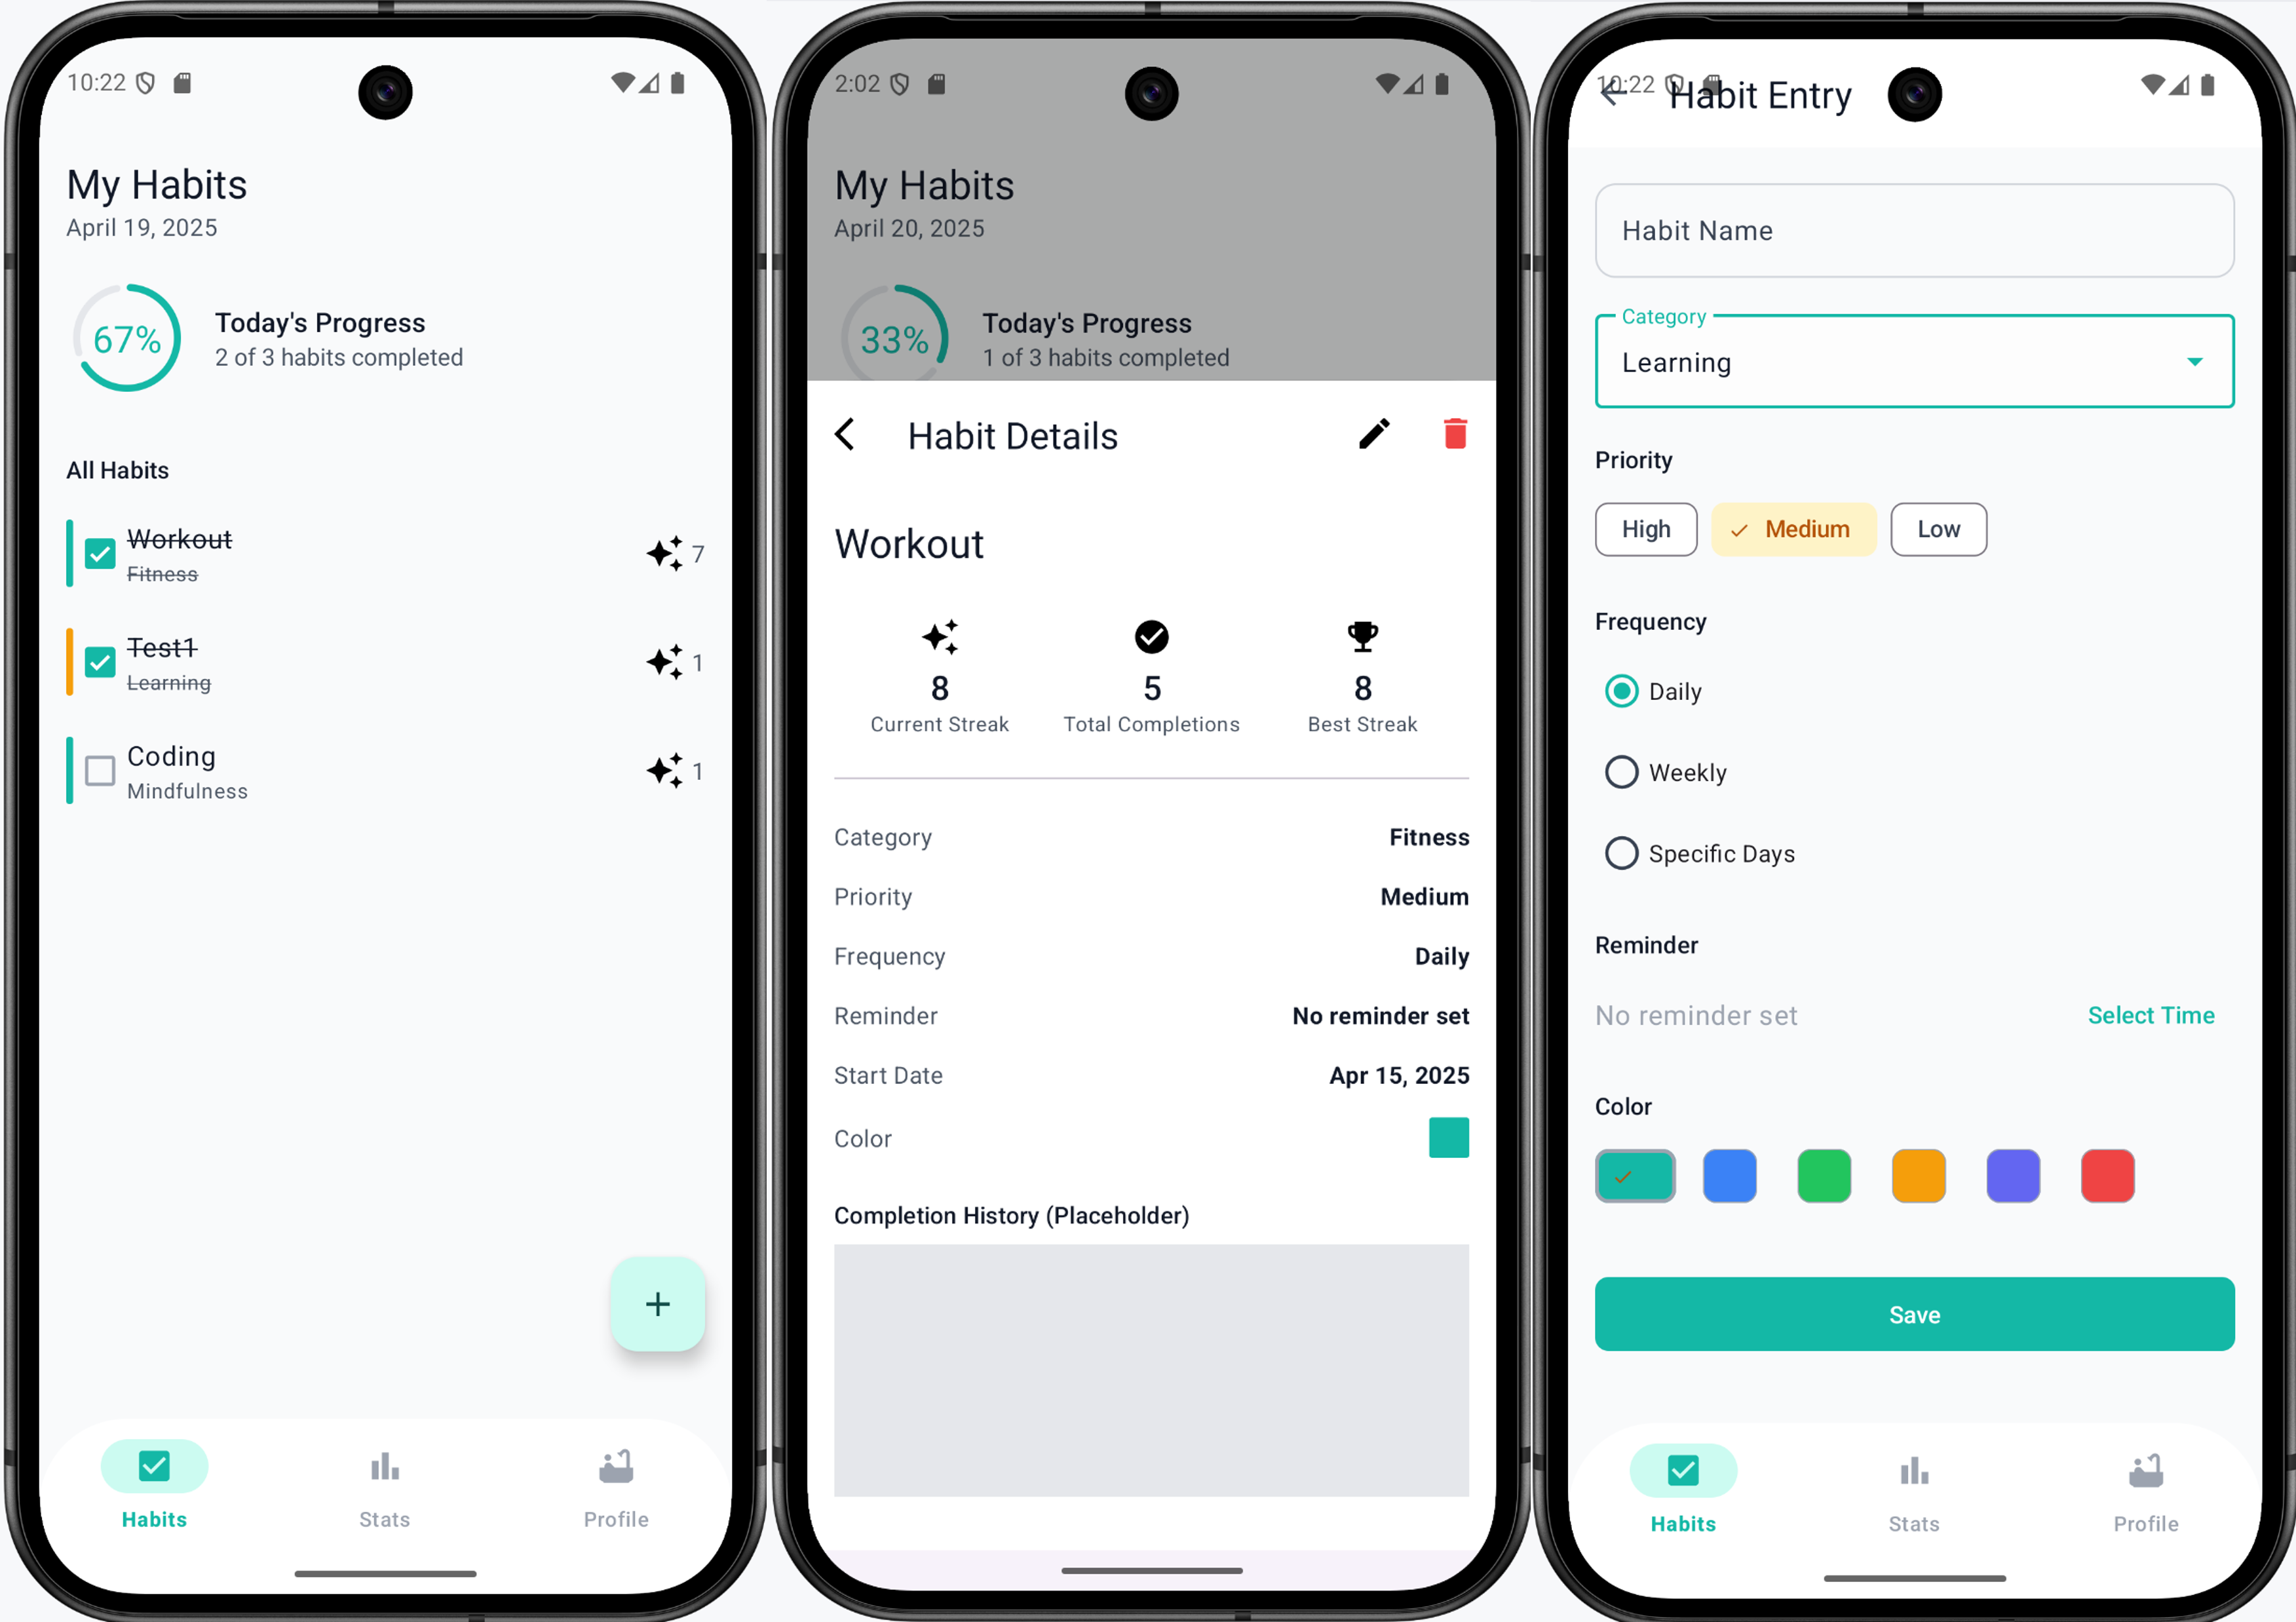 10:22
My Habits
April 19, 2025
67%
Today's Progress
2 of 3 habits completed
All Habits
Workout
Fitness
7
Test1
Learning
1
Coding
Mindfulness
1
+
Habits
Stats
Profile
2:02
My Habits
April 20, 2025
33%
Today's Progress
1 of 3 habits completed
Habit Details
Workout
8
Current Streak
5
Total Completions
8
Best Streak
Category Fitness
Priority Medium
Frequency Daily
Reminder No reminder set
Start Date Apr 15, 2025
Color
Completion History (Placeholder)
10:22
Habit Entry
Habit Name
Category
Learning
Priority
High Medium Low
Frequency
Daily
Weekly
Specific Days
Reminder
No reminder set Select Time
Color
Save
Habits
Stats
Profile